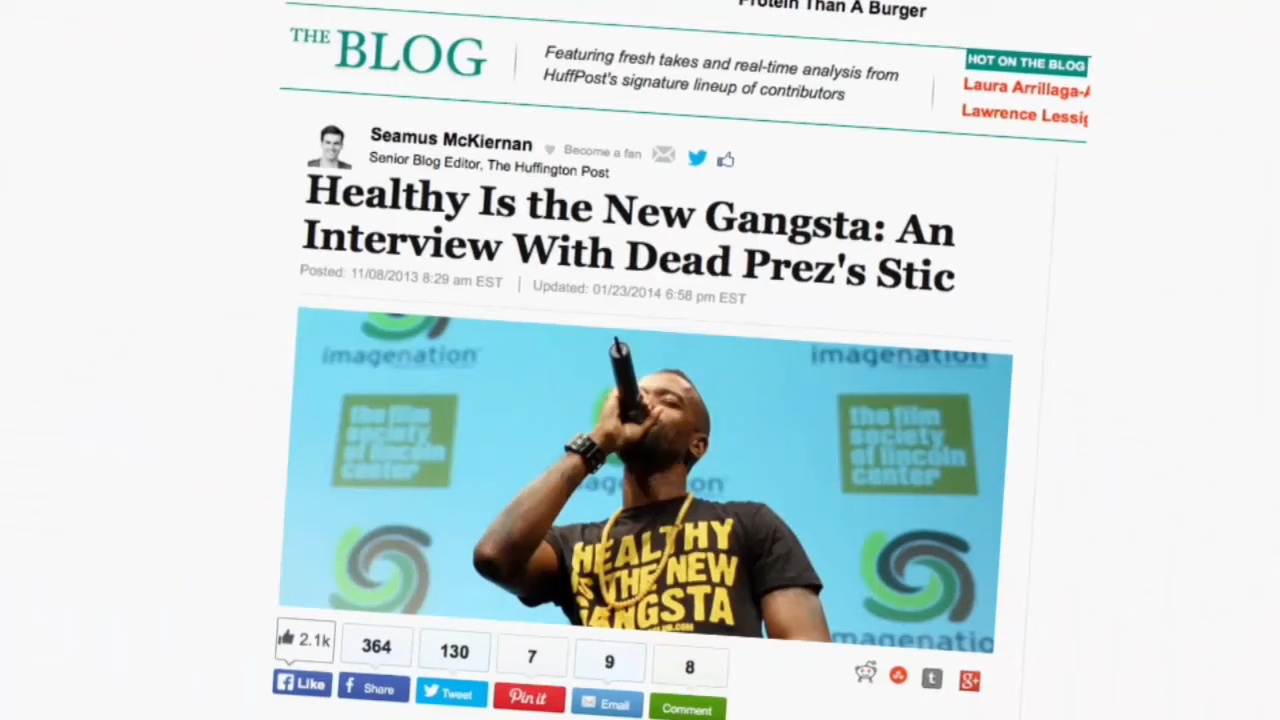 Protein Than A Burger
THE BLOG
Featuring fresh takes and real-time analysis from
HuffPost's signature lineup of contributors
HOT ON THE BLOG
Laura Arrillaga-A
Lawrence Lessig
Seamus McKiernan
Become a fan
Senior Blog Editor, The Huffington Post
Healthy Is the New Gangsta: An
Interview With Dead Prez's Stic
Posted: 11/08/2013 8:29 am EST | Updated: 01/23/2014 6:58 pm EST
imagenation
imagenation
the film
society
of lincoln
center
the film
society
of lincoln
center
HEALTHY
IS THE NEW
GANGSTA
imagenatio
2.1k
364
130
7
9
8
Like
Share
Tweet
Pin it
Email
Comment